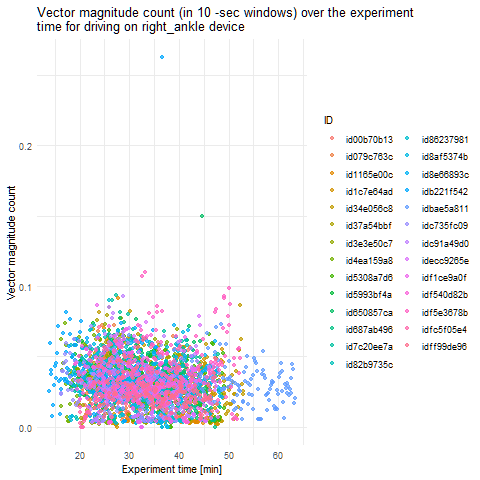 Vector magnitude count (in 10 -sec windows) over the experiment
time for driving on right_ankle device
Vector magnitude count
0.2
0.1
0.0
20 30 40 50 60
Experiment time [min]
ID
id00b70b13 id86237981
id079c763c id8af5374b
id1165e00c id8e66893c
id1c7e64ad idb221f542
id34e056c8 idbae5a811
id37a54bbf idc735fc09
id3e3e50c7 idc91a49d0
id4ea159a8 idecc9265e
id5308a7d6 idf1ce9a0f
id5993bf4a idf540d82b
id650857ca idf5e3678b
id687ab496 idfc5f05e4
id7c20ee7a idff99de96
id82b9735c